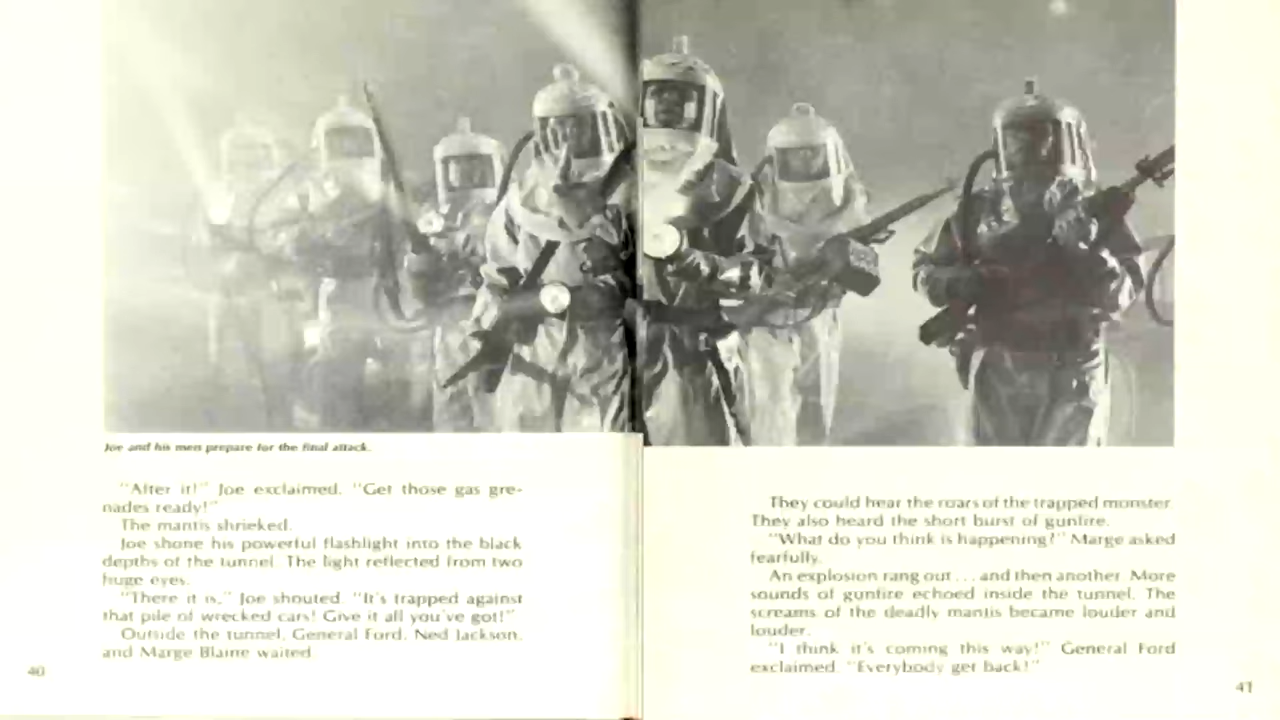 Joe and his men prepare for the final attack.
"After it!" Joe exclaimed. "Get those gas gre-
nades ready!"
The mantis shrieked.
Joe shone his powerful flashlight into the black
depths of the tunnel. The light reflected from two
huge eyes.
"There it is," Joe shouted. "It's trapped against
that pile of wrecked cars! Give it all you've got!"
Outside the tunnel, General Ford, Ned Jackson,
and Marge Blaine waited.
40
They could hear the roars of the trapped monster.
They also heard the short burst of gunfire.
"What do you think is happening?" Marge asked
fearfully.
An explosion rang out . . . and then another. More
sounds of gunfire echoed inside the tunnel. The
screams of the deadly mantis became louder and
louder.
"I think it's coming this way!" General Ford
exclaimed. "Everybody get back!"
41